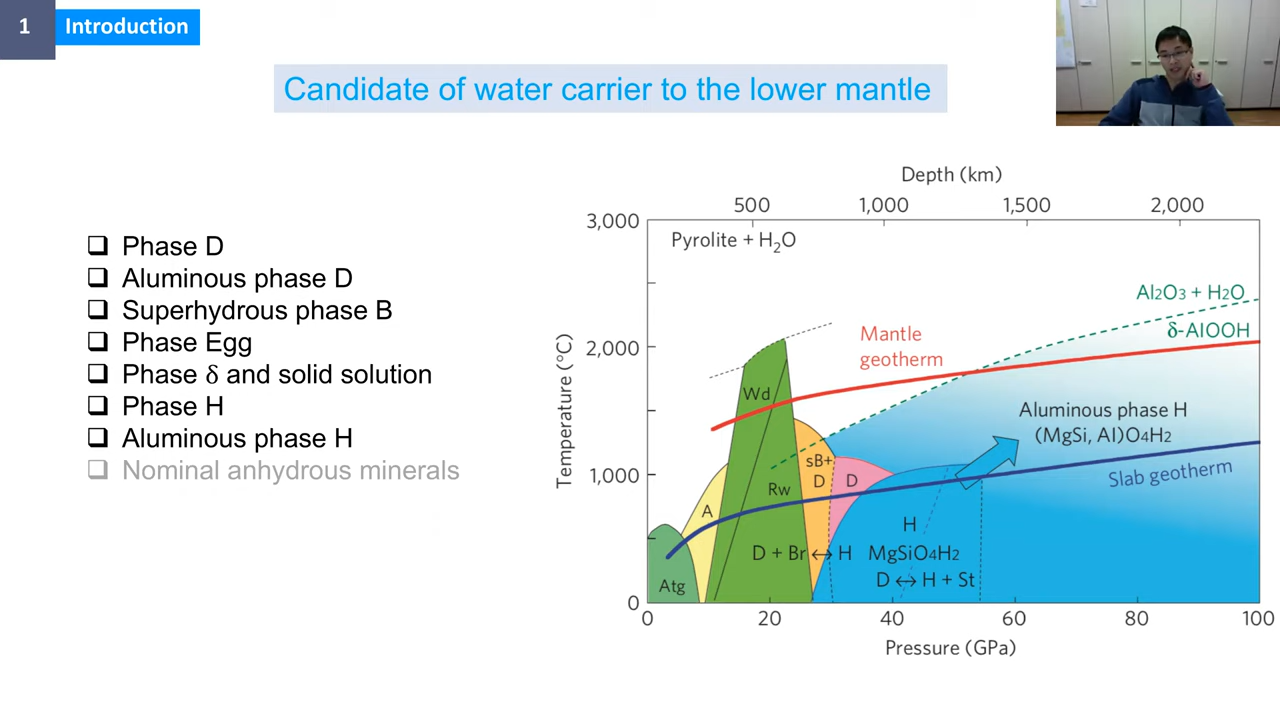 1
Introduction
Candidate of water carrier to the lower mantle
❑ Phase D
❑ Aluminous phase D
❑ Superhydrous phase B
❑ Phase Egg
❑ Phase δ and solid solution
❑ Phase H
❑ Aluminous phase H
❑ Nominal anhydrous minerals
Depth (km)
500 1,000 1,500 2,000
3,000
2,000
1,000
0
Temperature (°C)
Pyrolite + H₂O
Al₂O₃ + H₂O
δ-AlOOH
Mantle
geotherm
Wd
Aluminous phase H
(MgSi, Al)O₄H₂
sB+
D
D
Slab geotherm
Rw
A
H
D + Br ↔ H
MgSiO₄H₂
D ↔ H + St
Atg
0 20 40 60 80 100
Pressure (GPa)